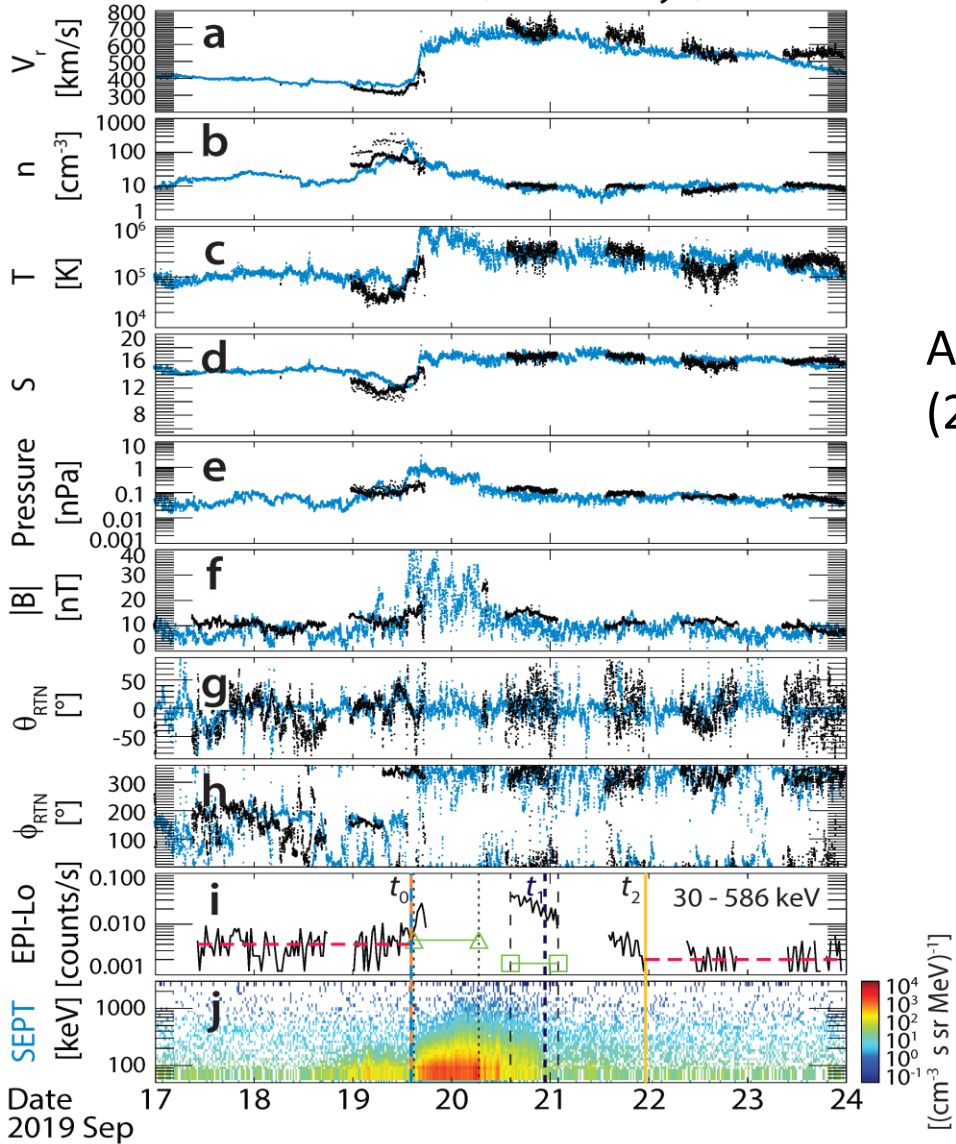 a
V_r [km/s]
800
700
600
500
400
300
b
n [cm⁻³]
1000
100
10
1
c
T [K]
10⁶
10⁵
10⁴
d
S
20
16
12
8
A
(2
e
Pressure [nPa]
10
1
0.1
0.01
0.001
f
|B| [nT]
40
30
20
10
0
g
θ_RTN [°]
50
0
-50
h
ϕ_RTN [°]
300
200
100
i
EPI-Lo [counts/s]
0.100
0.010
0.001
t₀
t₁
t₂
30 - 586 keV
j
SEPT [keV]
1000
100
10⁴
10³
10²
10¹
10⁰
10⁻¹
[(cm⁻³ s sr MeV)⁻¹]
17 18 19 20 21 22 23 24
Date
2019 Sep